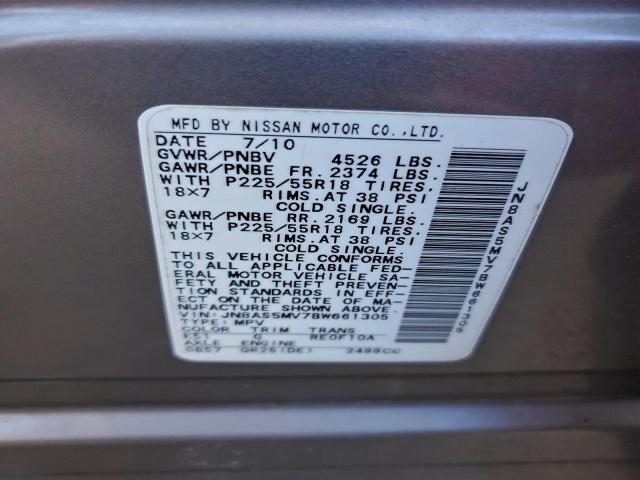 MFD BY NISSAN MOTOR CO.,LTD.
DATE 7/10
GVWR/PNBV 4526 LBS.
GAWR/PNBE FR. 2374 LBS.
WITH P225/55R18 TIRES,
18X7 RIMS.AT 38 PSI
COLD SINGLE.
GAWR/PNBE RR. 2169 LBS.
WITH P225/55R18 TIRES,
18X7 RIMS.AT 38 PSI
COLD SINGLE.
THIS VEHICLE CONFORMS
TO ALL APPLICABLE FED-
ERAL MOTOR VEHICLE SA-
FETY AND THEFT PREVEN-
TION STANDARDS IN EFF-
ECT ON THE DATE OF MA-
NUFACTURE SHOWN ABOVE.
VIN: JN8AS5MV7BW661305
TYPE: MPV
COLOR TRIM TRANS
K51 G RE0F10A
AXLE ENGINE
GB57 QR25(DE) 2488CC
JN8AS5MV7BW661305